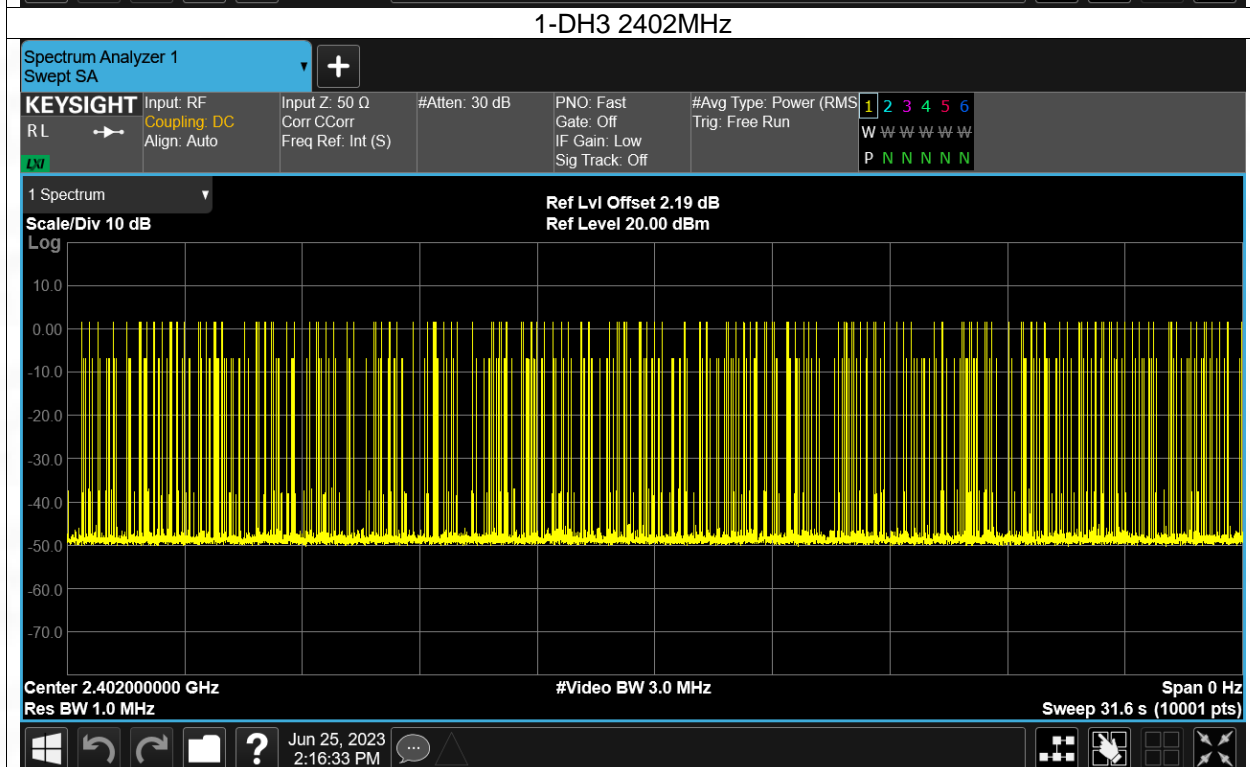 1-DH3 2402MHz
Spectrum Analyzer 1
Swept SA
KEYSIGHT
R L
LXI
Input: RF
Coupling: DC
Align: Auto
Input Z: 50 Ω
Corr CCorr
Freq Ref: Int (S)
#Atten: 30 dB
PNO: Fast
Gate: Off
IF Gain: Low
Sig Track: Off
#Avg Type: Power (RMS
Trig: Free Run
1 2 3 4 5 6
W W W W W W
P N N N N N
1 Spectrum
Scale/Div 10 dB
Log
Ref Lvl Offset 2.19 dB
Ref Level 20.00 dBm
10.0
0.00
-10.0
-20.0
-30.0
-40.0
-50.0
-60.0
-70.0
Center 2.402000000 GHz
Res BW 1.0 MHz
#Video BW 3.0 MHz
Span 0 Hz
Sweep 31.6 s (10001 pts)
?
Jun 25, 2023
2:16:33 PM